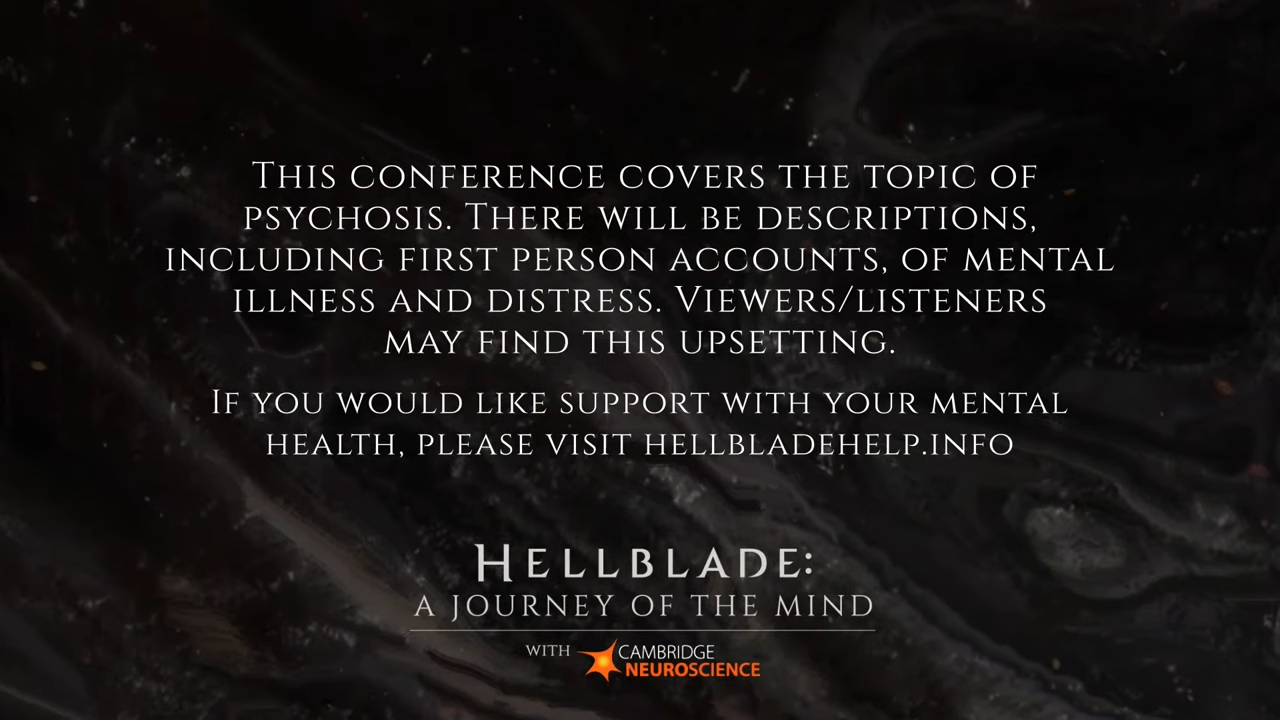 This conference covers the topic of
psychosis. There will be descriptions,
including first person accounts, of mental
illness and distress. Viewers/listeners
may find this upsetting.
If you would like support with your mental
health, please visit hellbladehelp.info
Hellblade:
a journey of the mind
with CAMBRIDGE
NEUROSCIENCE